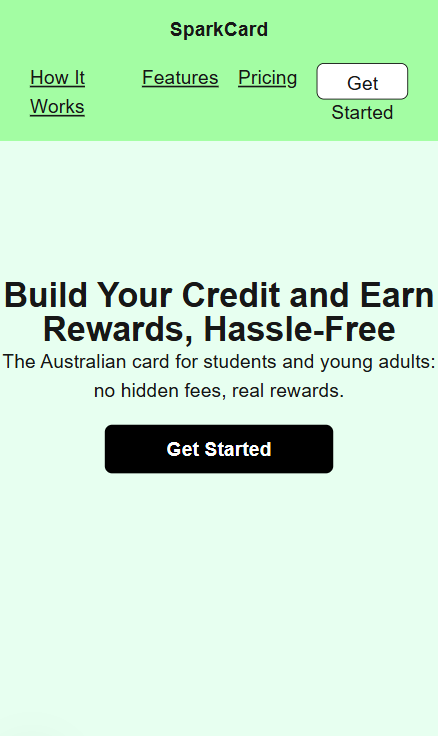 SparkCard
How It Works
Features
Pricing
Get Started
Build Your Credit and Earn
Rewards, Hassle-Free
The Australian card for students and young adults:
no hidden fees, real rewards.
Get Started